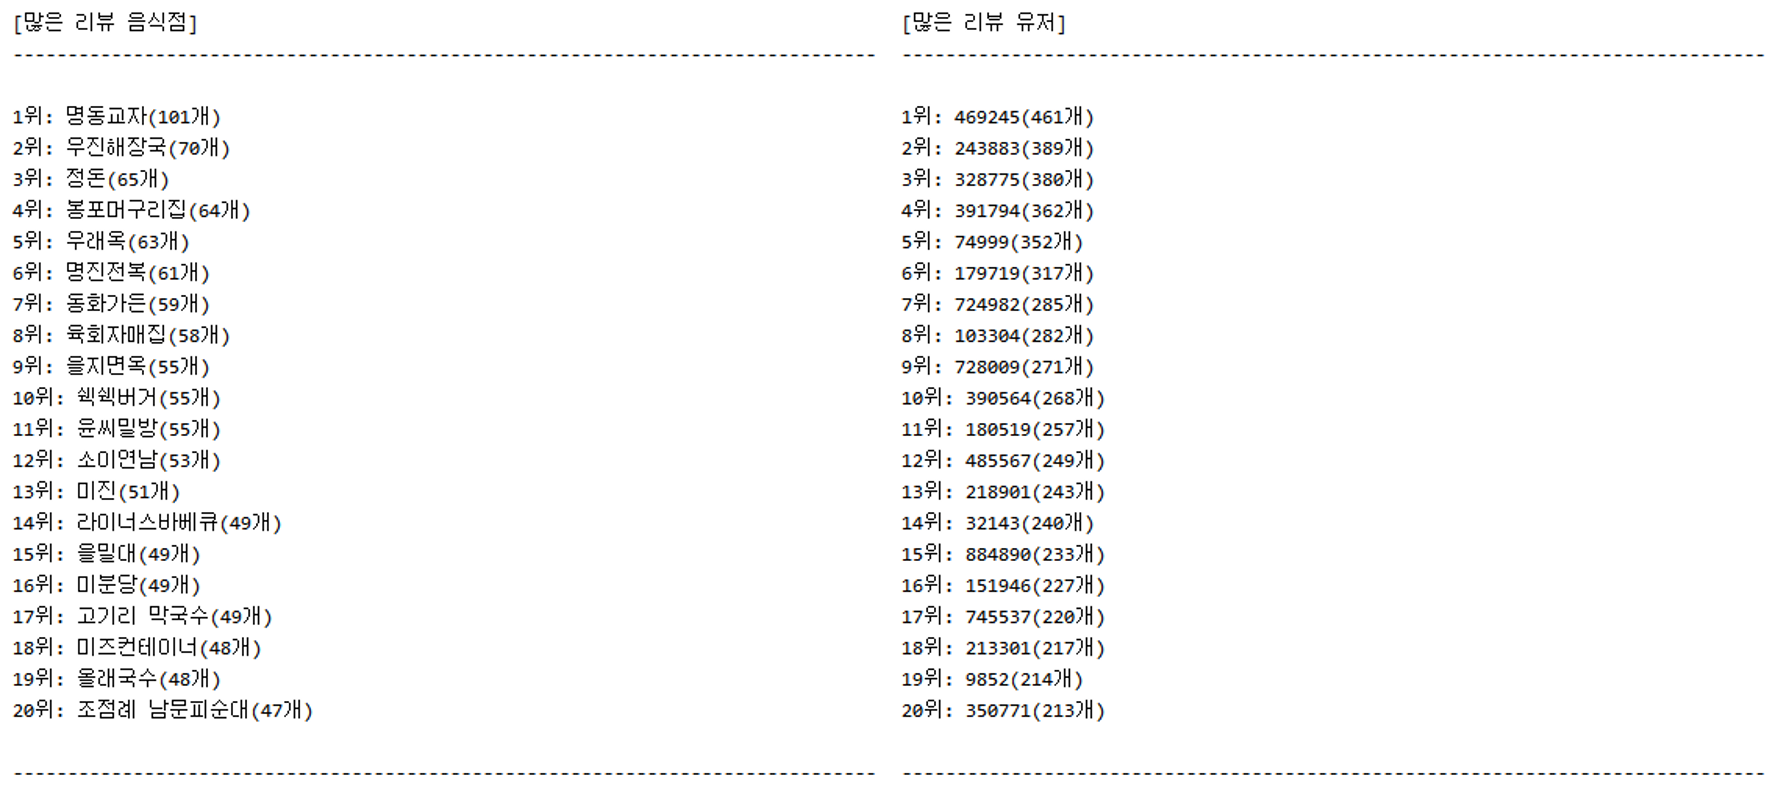 [많은 리뷰 음식점]
--------------------------------------------------------------------------------
1위: 명동교자(101개)
2위: 우진해장국(70개)
3위: 정돈(65개)
4위: 봉포머구리집(64개)
5위: 우래옥(63개)
6위: 명진전복(61개)
7위: 동화가든(59개)
8위: 육회자매집(58개)
9위: 을지면옥(55개)
10위: 쉑쉑버거(55개)
11위: 윤씨밀방(55개)
12위: 소이연남(53개)
13위: 미진(51개)
14위: 라이너스바베큐(49개)
15위: 을밀대(49개)
16위: 미분당(49개)
17위: 고기리 막국수(49개)
18위: 미즈컨테이너(48개)
19위: 올래국수(48개)
20위: 조점례 남문피순대(47개)
--------------------------------------------------------------------------------
[많은 리뷰 유저]
--------------------------------------------------------------------------------
1위: 469245(461개)
2위: 243883(389개)
3위: 328775(380개)
4위: 391794(362개)
5위: 74999(352개)
6위: 179719(317개)
7위: 724982(285개)
8위: 103304(282개)
9위: 728009(271개)
10위: 390564(268개)
11위: 180519(257개)
12위: 485567(249개)
13위: 218901(243개)
14위: 32143(240개)
15위: 884890(233개)
16위: 151946(227개)
17위: 745537(220개)
18위: 213301(217개)
19위: 9852(214개)
20위: 350771(213개)
--------------------------------------------------------------------------------